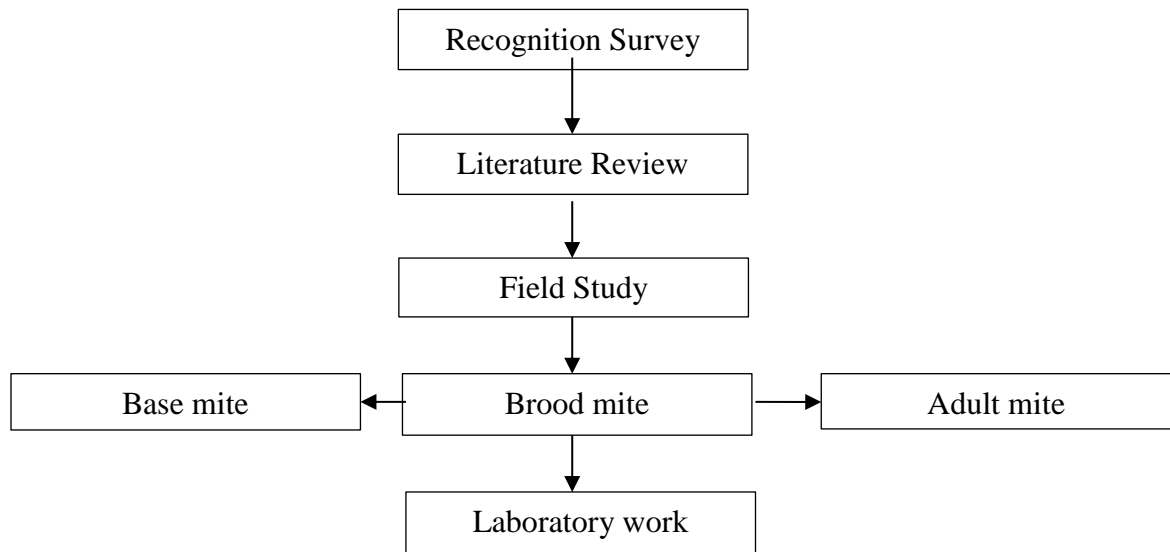 Recognition Survey
Literature Review
Field Study
Base mite
Brood mite
Adult mite
Laboratory work